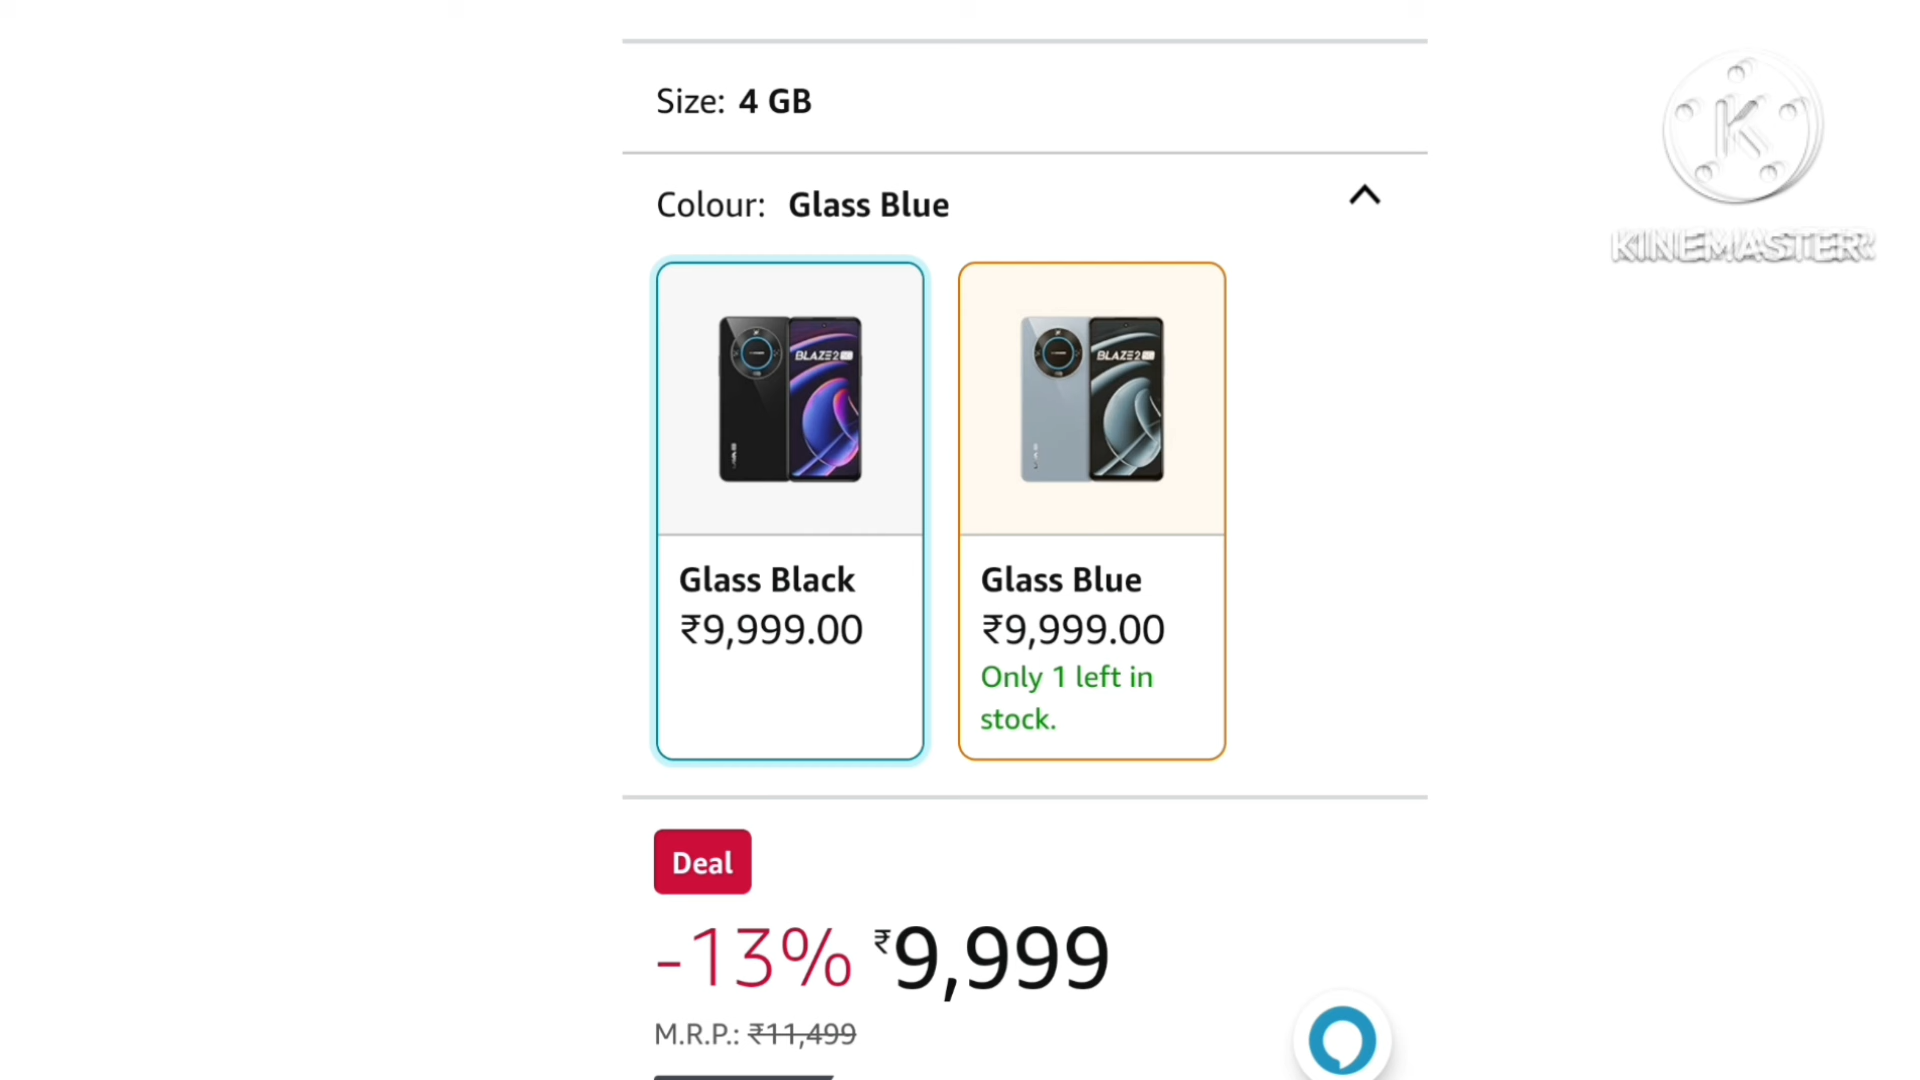 Size: 4 GB
KINEMASTER
Colour: Glass Blue
BLAZE 2
BLAZE 2
Glass Black
₹9,999.00
Glass Blue
₹9,999.00
Only 1 left in
stock.
Deal
-13% ₹9,999
M.R.P.: ₹11,499